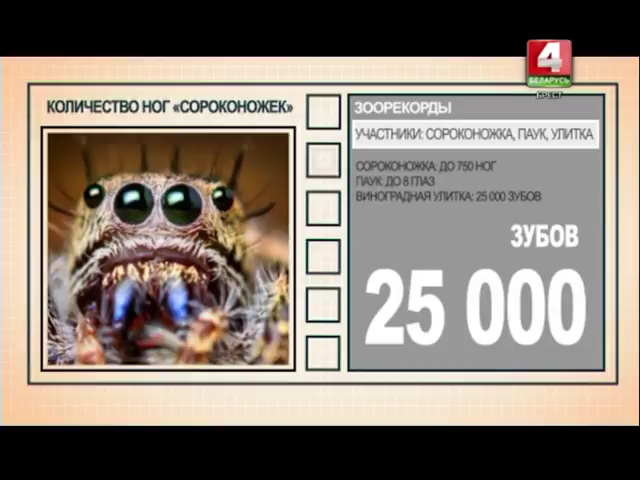 4
БЕЛАРУСЬ
БРЕСТ
КОЛИЧЕСТВО НОГ «СОРОКОНОЖЕК»
ЗООРЕКОРДЫ
УЧАСТНИКИ: СОРОКОНОЖКА, ПАУК, УЛИТКА
СОРОКОНОЖКА: ДО 750 НОГ
ПАУК: ДО 8 ГЛАЗ
ВИНОГРАДНАЯ УЛИТКА: 25 000 ЗУБОВ
ЗУБОВ
25 000